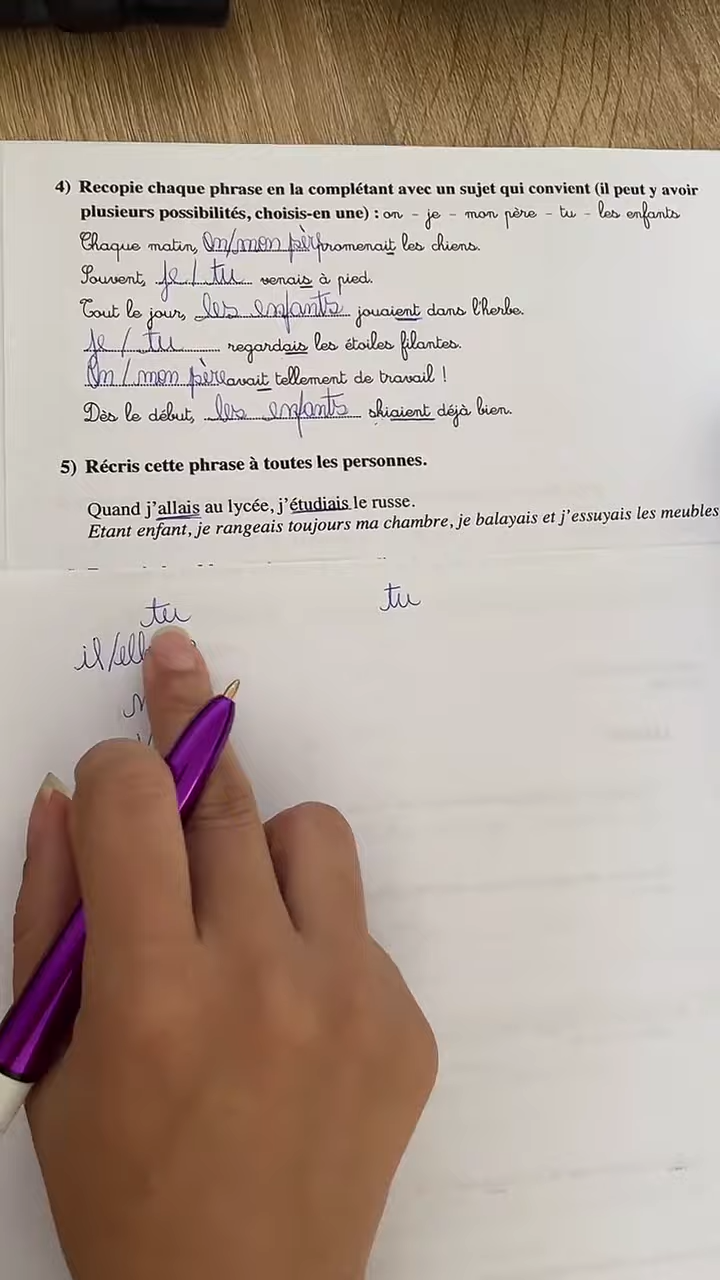 4) Recopie chaque phrase en la complétant avec un sujet qui convient (il peut y avoir
plusieurs possibilités, choisis-en une) : on - je - mon père - tu - les enfants
Chaque matin, On/mon père promenait les chiens.
Souvent, je / tu venais à pied.
Tout le jour, les enfants jouaient dans l'herbe.
je / tu regardais les étoiles filantes.
On / mon père avait tellement de travail !
Dès le début, les enfants skiaient déjà bien.
5) Récris cette phrase à toutes les personnes.
Quand j'allais au lycée, j'étudiais le russe.
Etant enfant, je rangeais toujours ma chambre, je balayais et j'essuyais les meubles
tu tu
il/ell